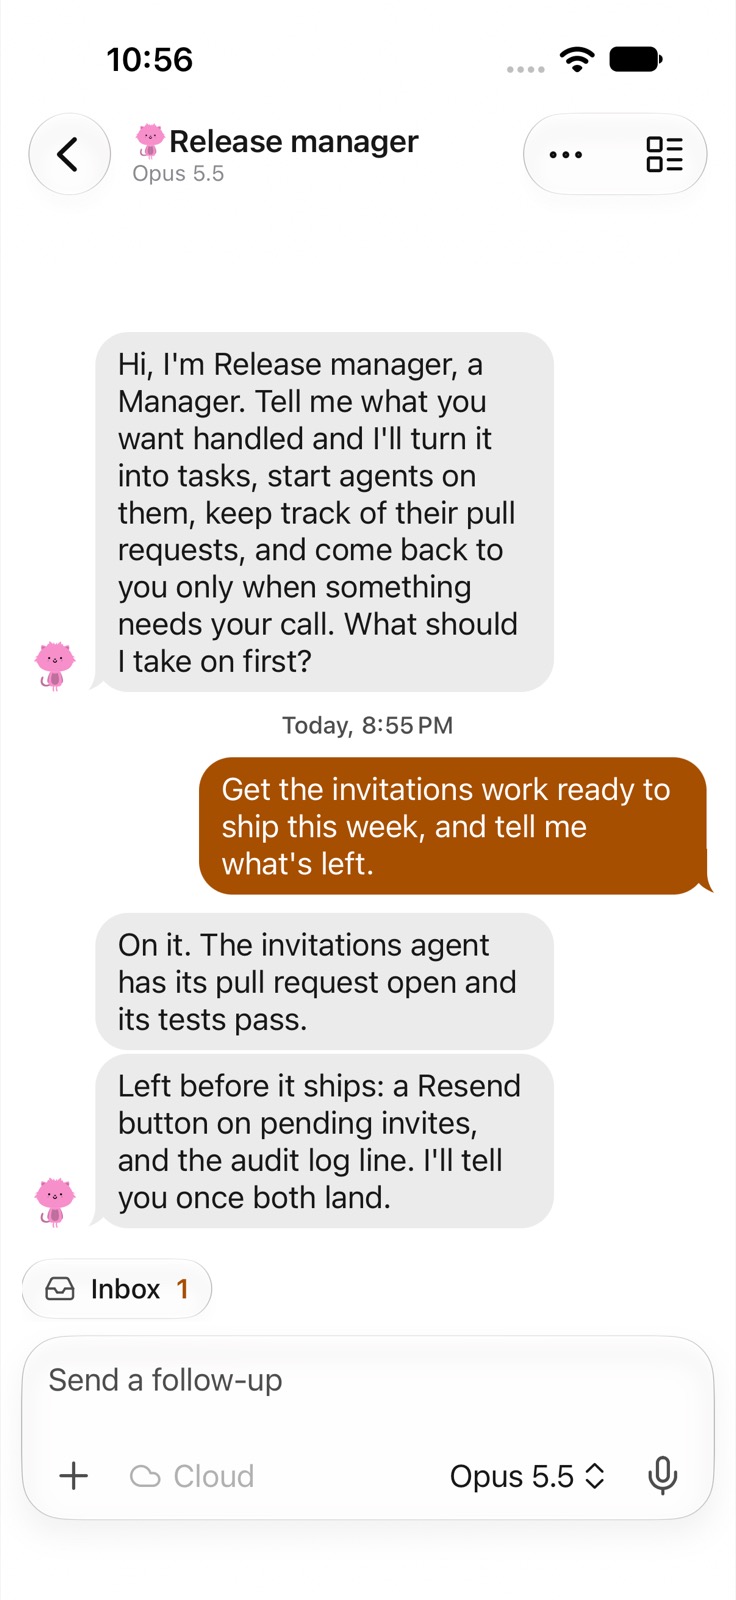 10:56
Release manager
Opus 5.5
Hi, I'm Release manager, a
Manager. Tell me what you
want handled and I'll turn it
into tasks, start agents on
them, keep track of their pull
requests, and come back to
you only when something
needs your call. What should
I take on first?
Today, 8:55 PM
Get the invitations work ready to
ship this week, and tell me
what's left.
On it. The invitations agent
has its pull request open and
its tests pass.
Left before it ships: a Resend
button on pending invites,
and the audit log line. I'll tell
you once both land.
Inbox 1
Send a follow-up
Cloud
Opus 5.5